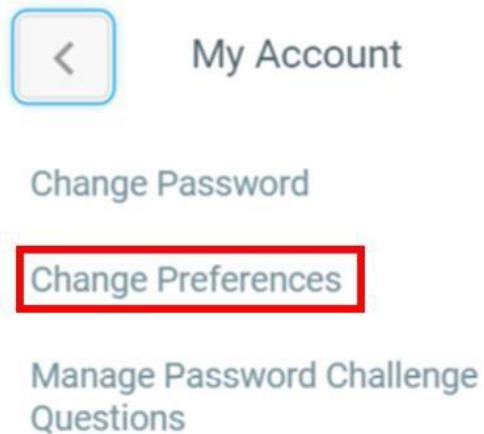 My Account
Change Password
Change Preferences
Manage Password Challenge
Questions